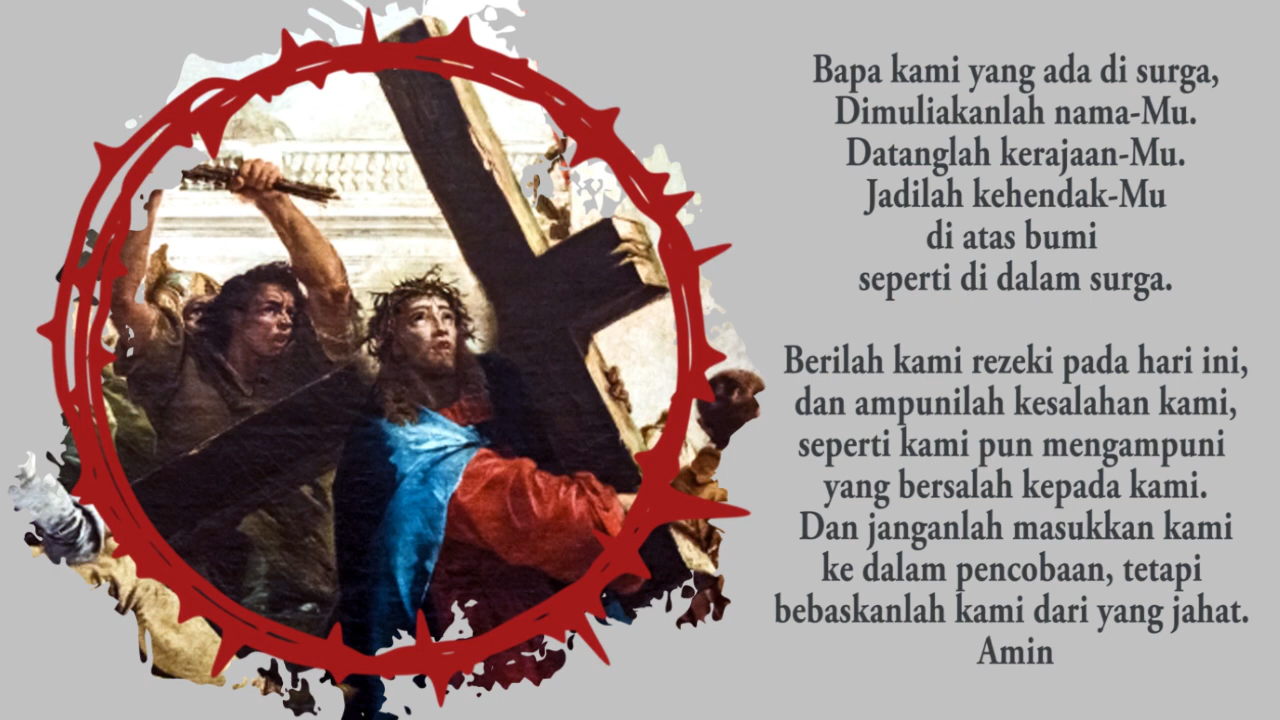 Bapa kami yang ada di surga,
Dimuliakanlah nama-Mu.
Datanglah kerajaan-Mu.
Jadilah kehendak-Mu
di atas bumi
seperti di dalam surga.
Berilah kami rezeki pada hari ini,
dan ampunilah kesalahan kami,
seperti kami pun mengampuni
yang bersalah kepada kami.
Dan janganlah masukkan kami
ke dalam pencobaan, tetapi
bebaskanlah kami dari yang jahat.
Amin